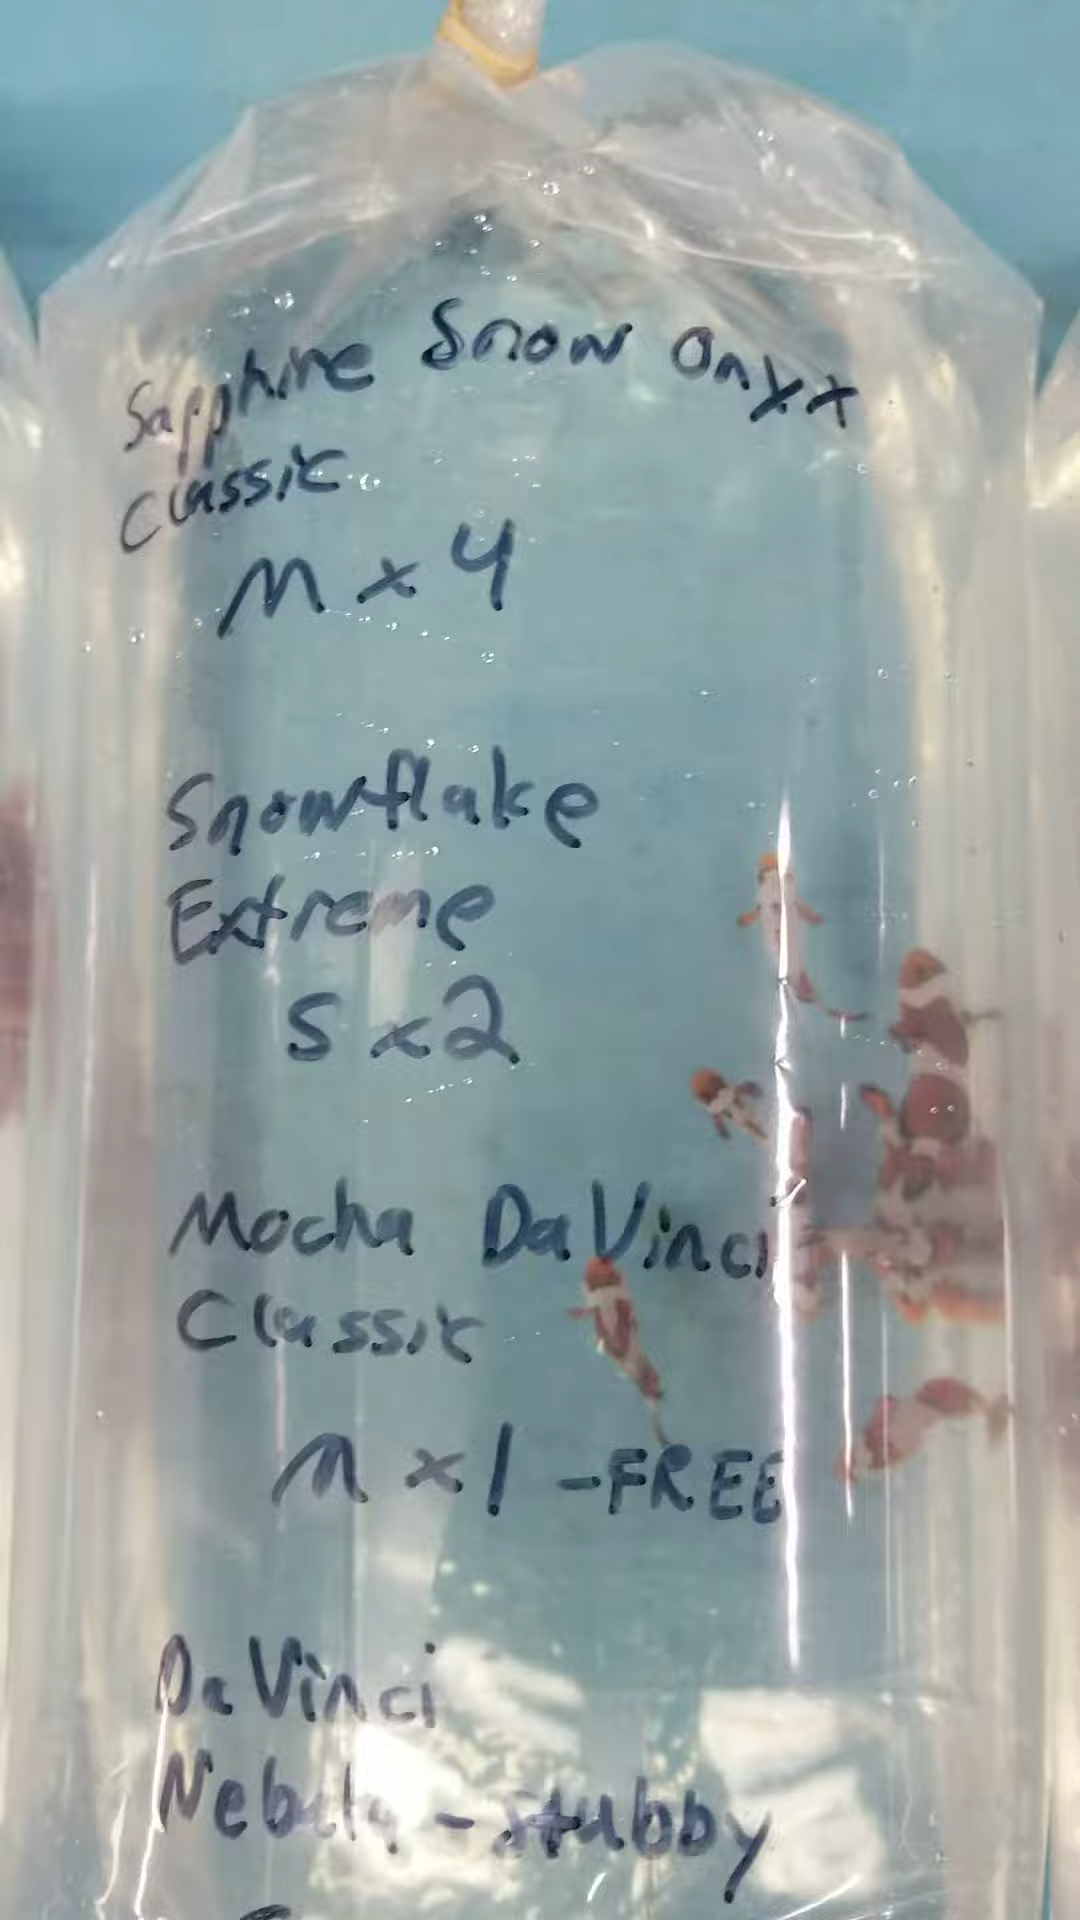 Sapphire Snow Onyx
Classic
M x 4
Snowflake
Extreme
S x 2
Mocha DaVinci
Classic
M x 1 - FREE
DaVinci
Nebula - Stubby